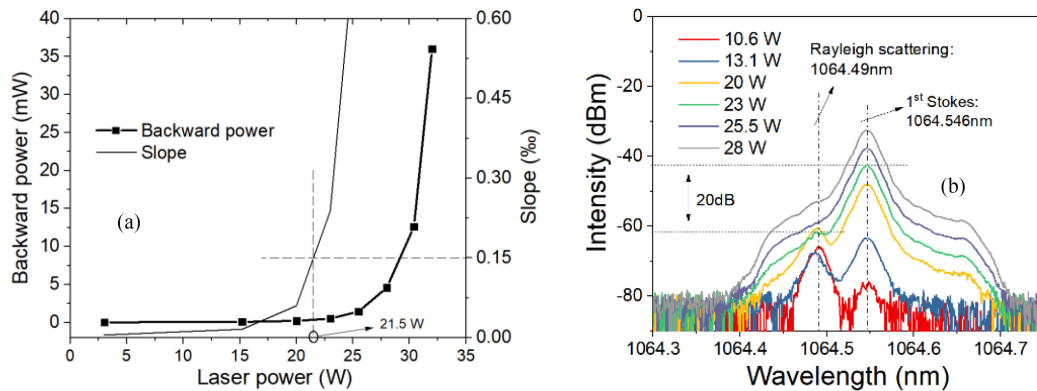 40
35
30
25
20
15
10
5
0
Backward power (mW)
Backward power
Slope
(a)
21.5 W
0.60
0.45
0.30
0.15
0.00
Slope (‱)
0 5 10 15 20 25 30 35
Laser power (W)
0
-20
-40
-60
-80
Intensity (dBm)
10.6 W
13.1 W
20 W
23 W
25.5 W
28 W
Rayleigh scattering:
1064.49nm
1st Stokes:
1064.546nm
20dB
(b)
1064.3 1064.4 1064.5 1064.6 1064.7
Wavelength (nm)